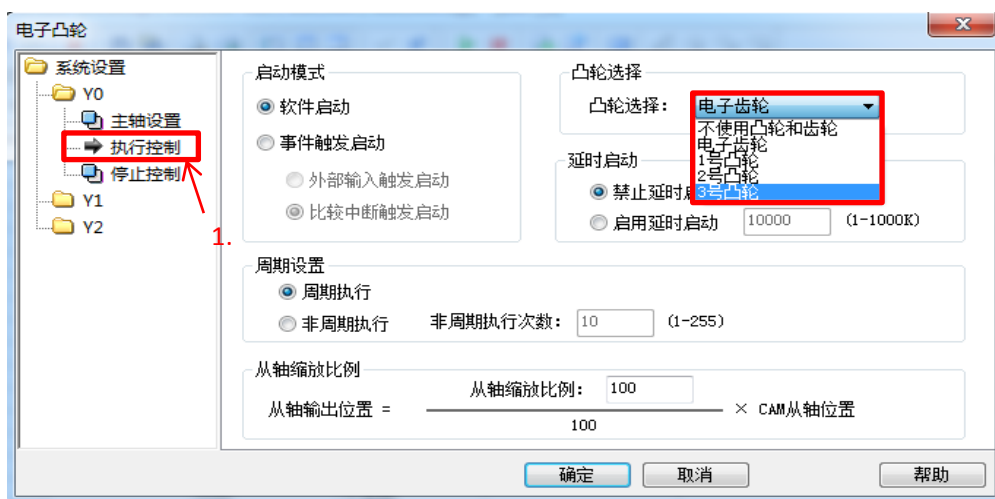 电子凸轮
系统设置
Y0
主轴设置
执行控制
停止控制
Y1
Y2
1.
启动模式
软件启动
事件触发启动
外部输入触发启动
比较中断触发启动
凸轮选择
凸轮选择： 电子齿轮
不使用凸轮和齿轮
电子齿轮
1号凸轮
2号凸轮
3号凸轮
延时启动
禁止延时
启用延时启动 10000 (1-1000K)
周期设置
周期执行
非周期执行 非周期执行次数： 10 (1-255)
从轴缩放比例
从轴缩放比例： 100
从轴输出位置 = × CAM从轴位置
100
确定 取消 帮助